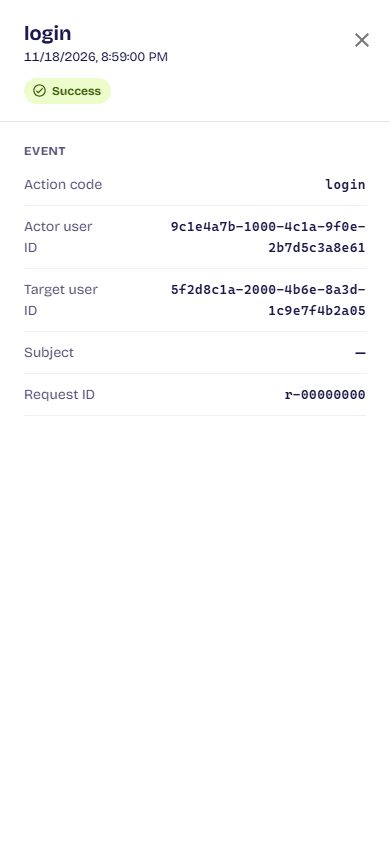 login
11/18/2026, 8:59:00 PM
Success
EVENT
Action code login
Actor user 9c1e4a7b-1000-4c1a-9f0e-
ID 2b7d5c3a8e61
Target user 5f2d8c1a-2000-4b6e-8a3d-
ID 1c9e7f4b2a05
Subject —
Request ID r-00000000